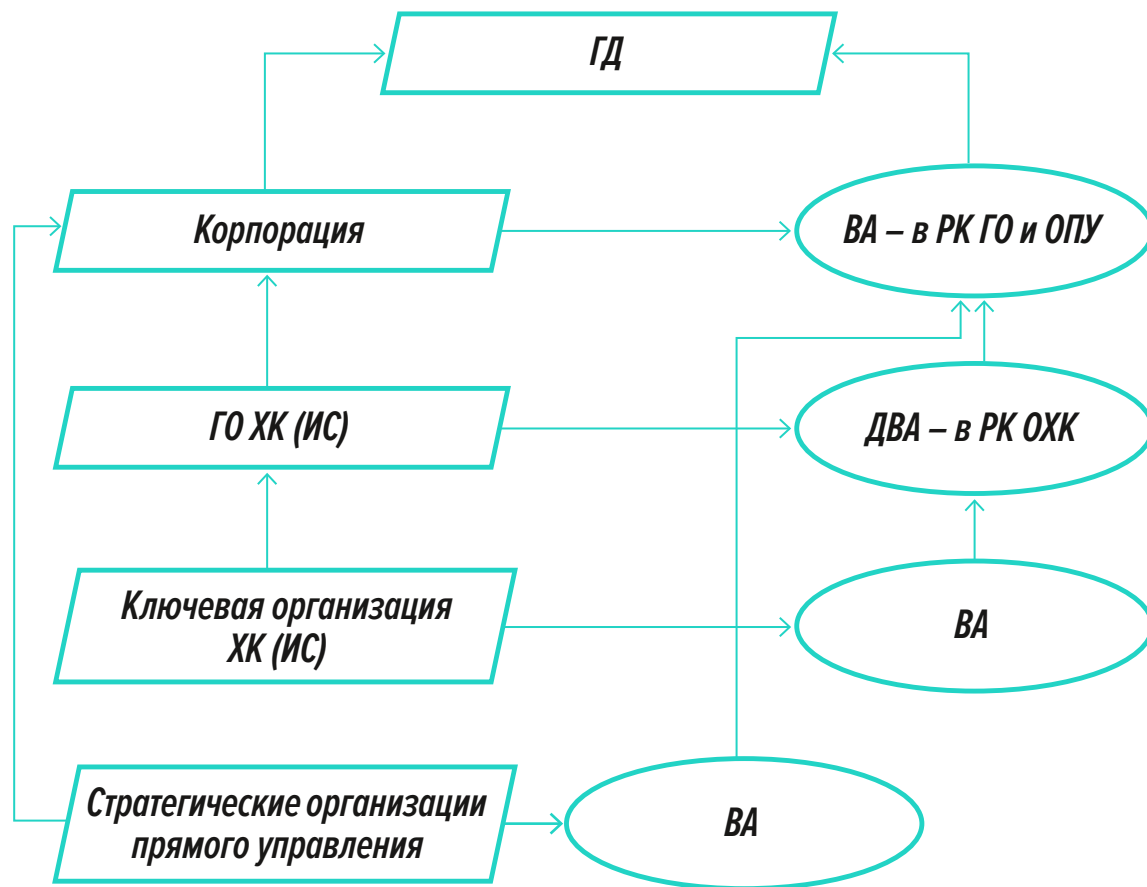 ГД
Корпорация
ВА – в РК ГО и ОПУ
ГО ХК (ИС)
ДВА – в РК ОХК
Ключевая организация
ХК (ИС)
ВА
Стратегические организации
прямого управления
ВА